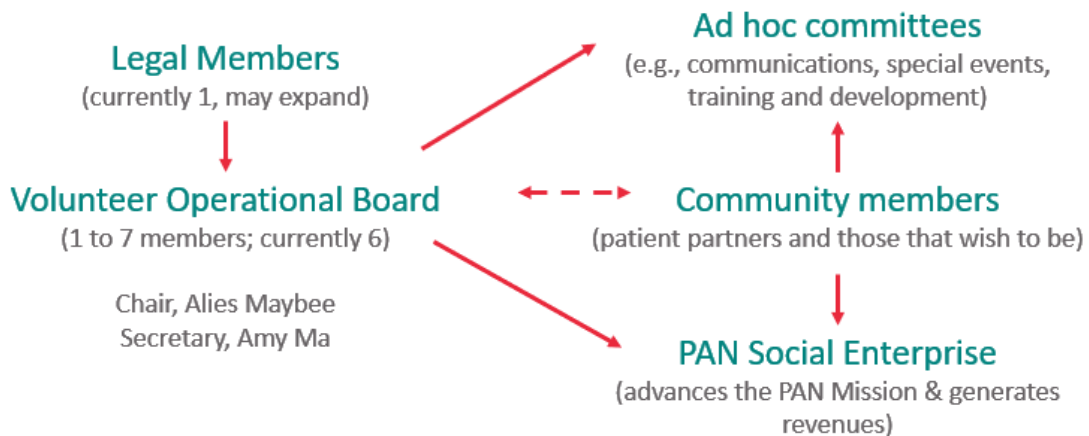 Legal Members
(currently 1, may expand)
Volunteer Operational Board
(1 to 7 members; currently 6)
Chair, Alies Maybee
Secretary, Amy Ma
Ad hoc committees
(e.g., communications, special events,
training and development)
Community members
(patient partners and those that wish to be)
PAN Social Enterprise
(advances the PAN Mission & generates
revenues)